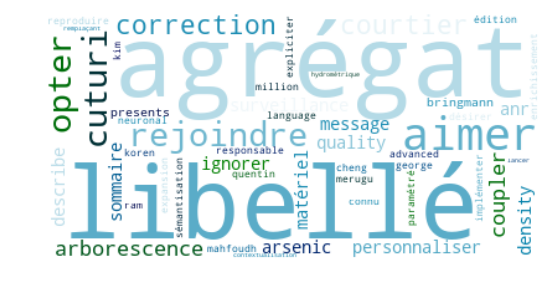 reproduire
remplaçant
correction
courtier
édition
kim
expliciter
agrégat
opter
cuturi
hydrométrique
enrichissement
million
surveillance
bringmann
anr
presents
language
désirer
neuronal
rejoindre
message
aimer
quality
koren
responsable
advanced
george
describe
sommaire
expansion
sémantisation
ignorer
quentin
matériel
cheng
merugu
paramétré
implémenter
coupler
lancer
density
libellé
ram
connu
arborescence
mahfoudh
arsenic
personnaliser
contextualisation